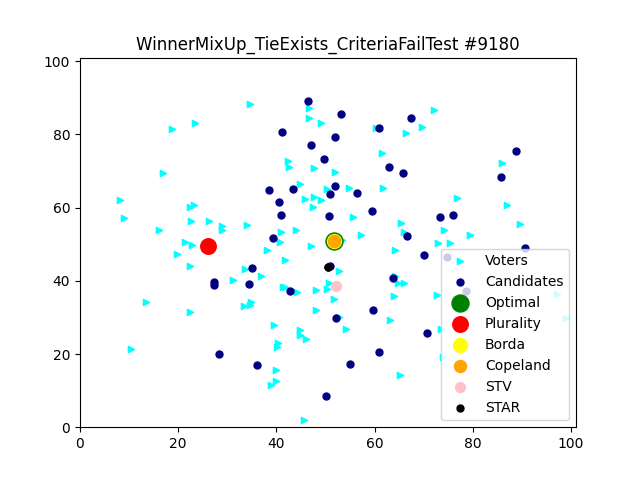 WinnerMixUp_TieExists_CriteriaFailTest #9180
100
80
60
40
20
0
0 20 40 60 80 100
Voters
Candidates
Optimal
Plurality
Borda
Copeland
STV
STAR